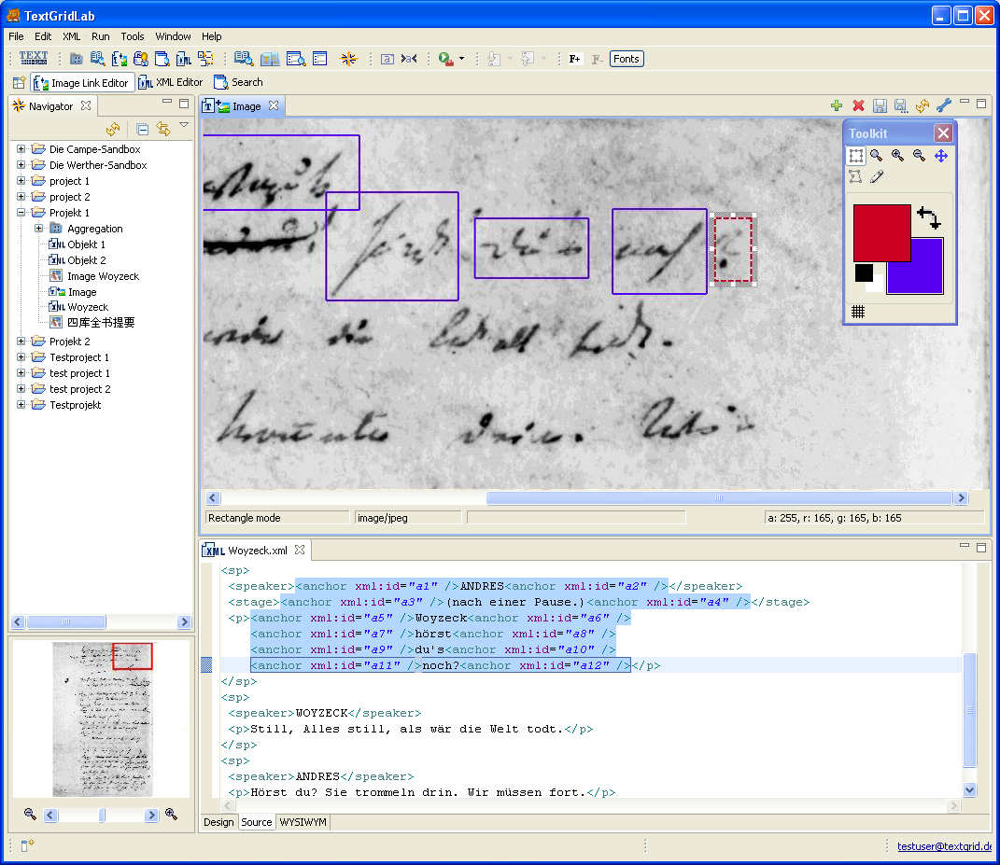 TextGridLab
File Edit XML Run Tools Window Help
TEXT
XML
a
F+ F- Fonts
Image Link Editor XML Editor Search
Navigator
Die Campe-Sandbox
Die Werther-Sandbox
project 1
project 2
Projekt 1
Aggregation
Objekt 1
Objekt 2
Image Woyzeck
Image
Woyzeck
四库全书提要
Projekt 2
Testproject 1
test project 1
test project 2
Testprojekt
Image
Toolkit
Rectangle mode image/jpeg a: 255, r: 165, g: 165, b: 165
Woyzeck.xml
<sp>
<speaker><anchor xml:id="a1" />ANDRES<anchor xml:id="a2" /></speaker>
<stage><anchor xml:id="a3" />(nach einer Pause.)<anchor xml:id="a4" /></stage>
<p><anchor xml:id="a5" />Woyzeck<anchor xml:id="a6" />
<anchor xml:id="a7" />hörst<anchor xml:id="a8" />
<anchor xml:id="a9" />du's<anchor xml:id="a10" />
<anchor xml:id="a11" />noch?<anchor xml:id="a12" /></p>
</sp>
<sp>
<speaker>WOYZECK</speaker>
<p>Still, Alles still, als wär die Welt todt.</p>
</sp>
<sp>
<speaker>ANDRES</speaker>
<p>Hörst du? Sie trommeln drin. Wir müssen fort.</p>
Design Source WYSIWYM
testuser@textgrid.de